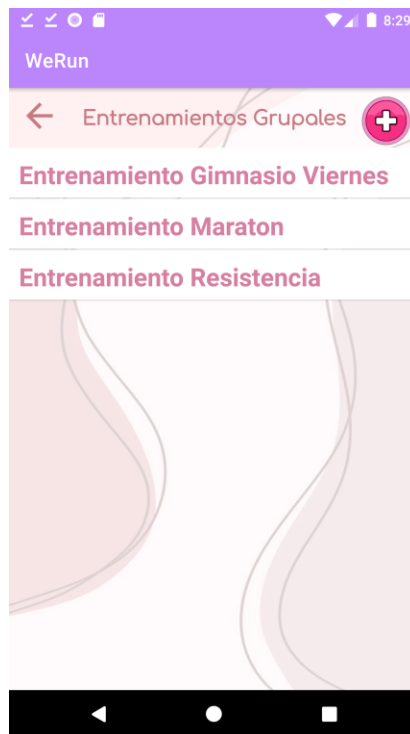 8:29
WeRun
Entrenamientos Grupales
Entrenamiento Gimnasio Viernes
Entrenamiento Maraton
Entrenamiento Resistencia